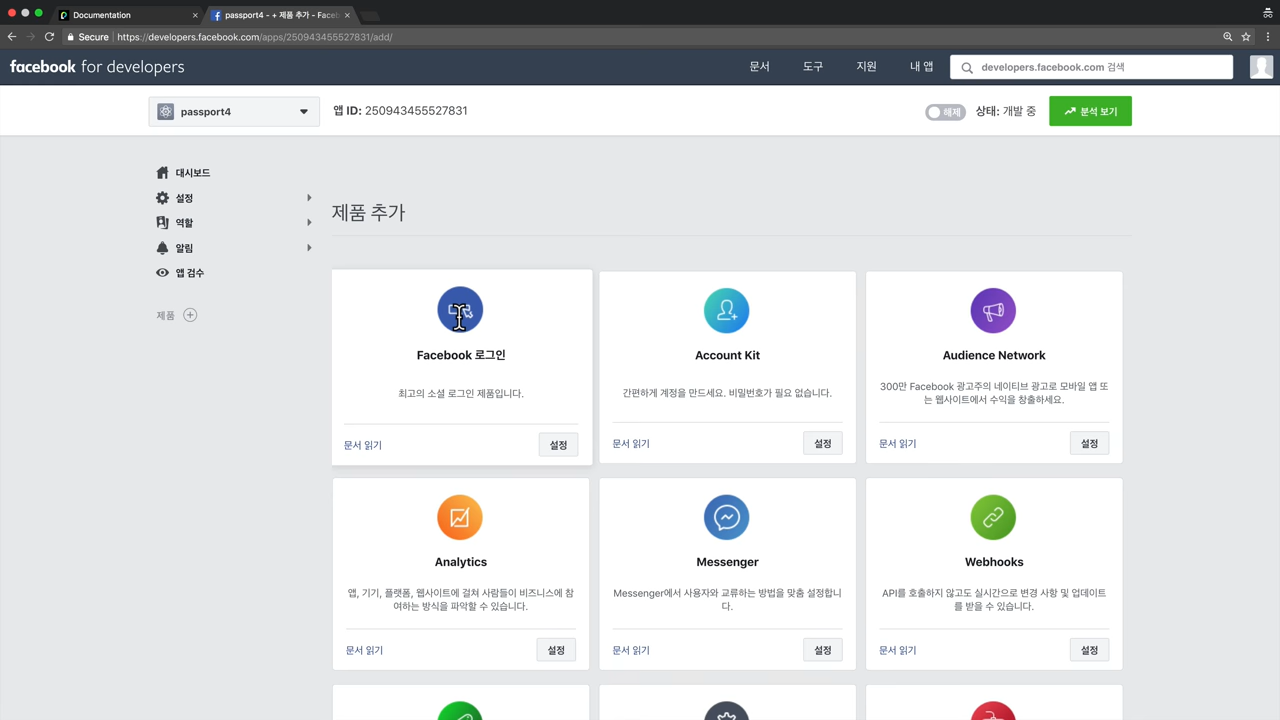 Documentation
passport4 - + 제품 추가 - Faceb
Secure
https://developers.facebook.com/apps/250943455527831/add/
facebook for developers
문서
도구
지원
내 앱
developers.facebook.com 검색
passport4
앱 ID: 250943455527831
해제
상태: 개발 중
분석 보기
대시보드
설정
역할
알림
앱 검수
제품
제품 추가
Facebook 로그인
최고의 소셜 로그인 제품입니다.
문서 읽기
설정
Account Kit
간편하게 계정을 만드세요. 비밀번호가 필요 없습니다.
문서 읽기
설정
Audience Network
300만 Facebook 광고주의 네이티브 광고로 모바일 앱 또
는 웹사이트에서 수익을 창출하세요.
문서 읽기
설정
Analytics
앱, 기기, 플랫폼, 웹사이트에 걸쳐 사람들이 비즈니스에 참
여하는 방식을 파악할 수 있습니다.
문서 읽기
설정
Messenger
Messenger에서 사용자와 교류하는 방법을 맞춤 설정합니
다.
문서 읽기
설정
Webhooks
API를 호출하지 않고도 실시간으로 변경 사항 및 업데이트
를 받을 수 있습니다.
문서 읽기
설정